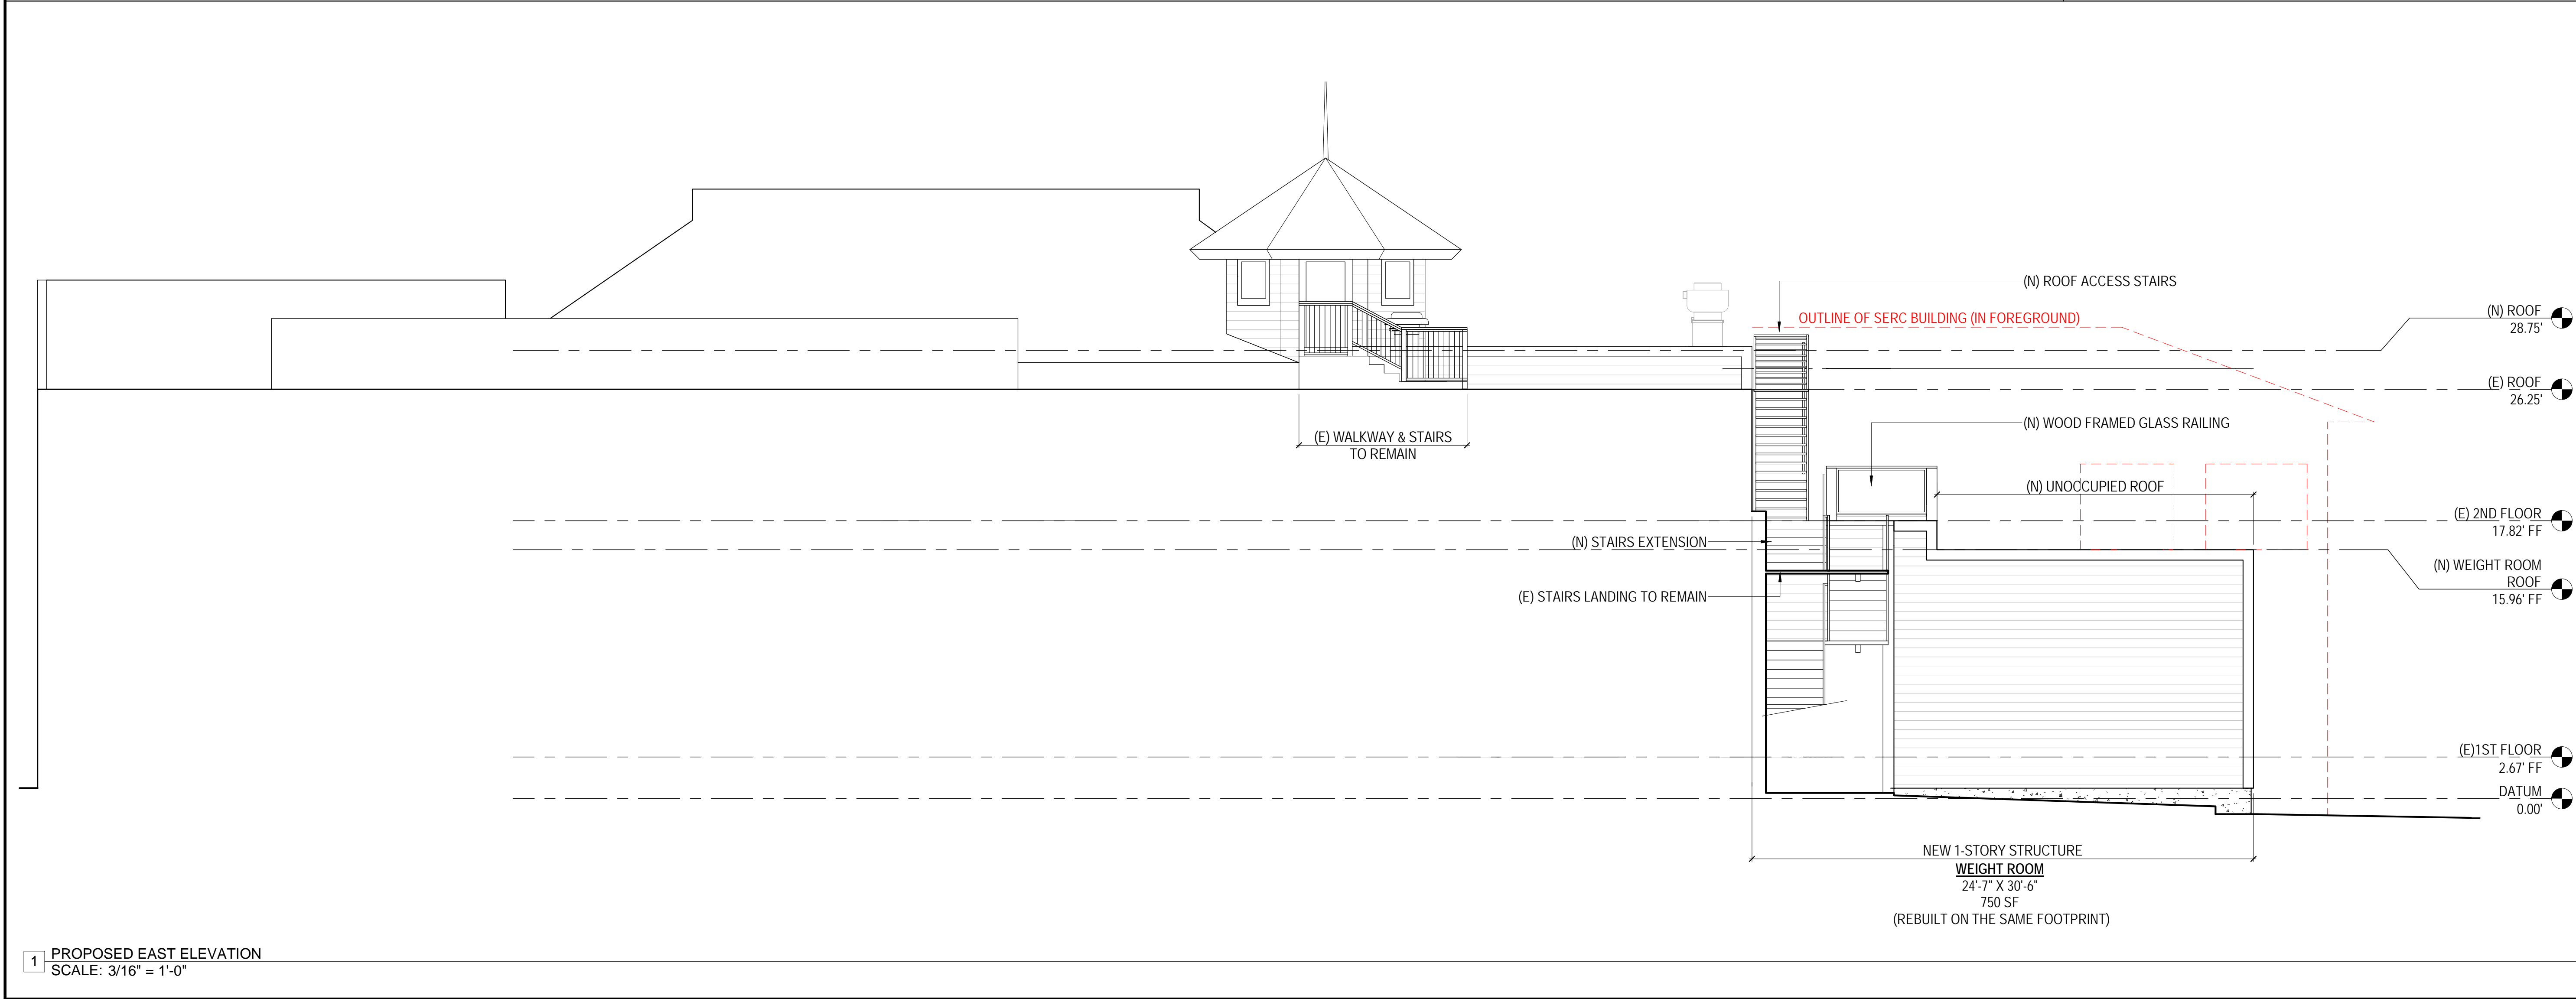 (N) ROOF ACCESS STAIRS
OUTLINE OF SERC BUILDING (IN FOREGROUND)
(N) ROOF
28.75'
(E) ROOF
26.25'
(N) WOOD FRAMED GLASS RAILING
(E) WALKWAY & STAIRS
TO REMAIN
(N) UNOCCUPIED ROOF
(E) 2ND FLOOR
17.82' FF
(N) STAIRS EXTENSION
(N) WEIGHT ROOM
ROOF
15.96' FF
(E) STAIRS LANDING TO REMAIN
(E)1ST FLOOR
2.67' FF
DATUM
0.00'
NEW 1-STORY STRUCTURE
WEIGHT ROOM
24'-7" X 30'-6"
750 SF
(REBUILT ON THE SAME FOOTPRINT)
1 PROPOSED EAST ELEVATION
SCALE: 3/16" = 1'-0"